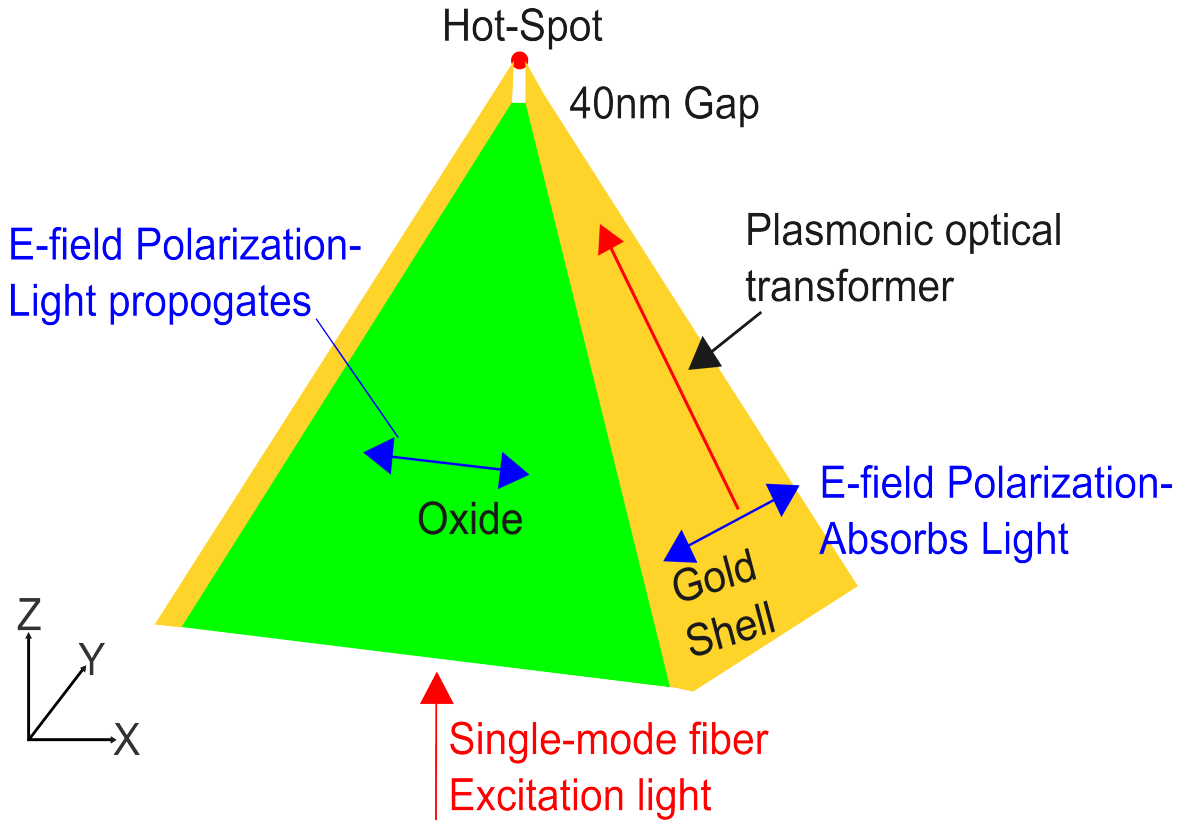 Hot-Spot
40nm Gap
Plasmonic optical
transformer
E-field Polarization-
Light propogates
E-field Polarization-
Absorbs Light
Oxide
Gold
Shell
Z
Y
X
Single-mode fiber
Excitation light